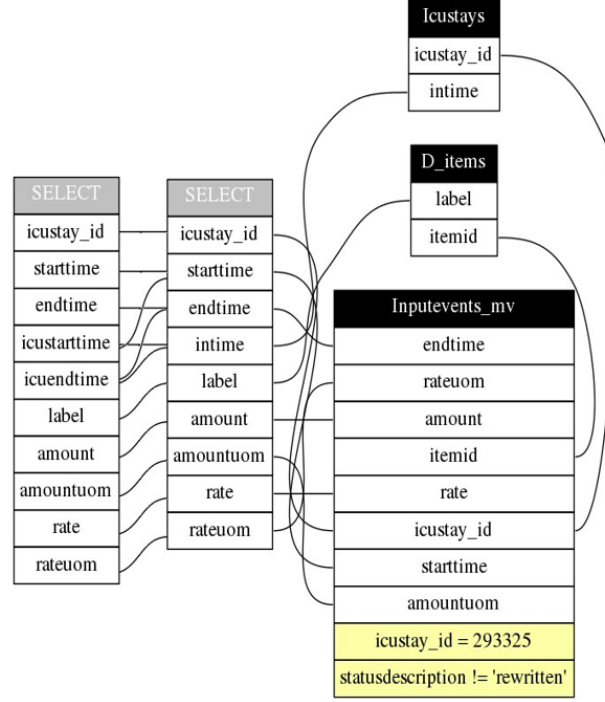 Icustays
icustay_id
intime
D_items
label
itemid
SELECT
icustay_id
starttime
endtime
icustarttime
icuendtime
label
amount
amountuom
rate
rateuom
SELECT
icustay_id
starttime
endtime
intime
label
amount
amountuom
rate
rateuom
Inputevents_mv
endtime
rateuom
amount
itemid
rate
icustay_id
starttime
amountuom
icustay_id = 293325
statusdescription != 'rewritten'